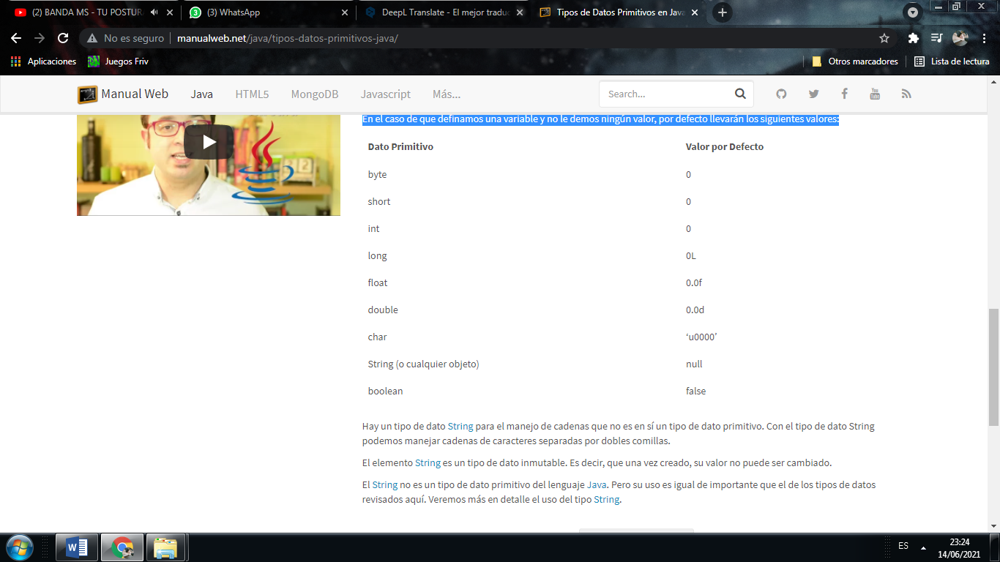 (2) BANDA MS - TU POSTURA
(3) WhatsApp
DeepL Translate - El mejor traduc
Tipos de Datos Primitivos en Java
No es seguro
manualweb.net/java/tipos-datos-primitivos-java/
Aplicaciones
Juegos Friv
Otros marcadores
Lista de lectura
Manual Web
Java
HTML5
MongoDB
Javascript
Más...
Search...
You Tube
En el caso de que definamos una variable y no le demos ningún valor, por defecto llevarán los siguientes valores:
Dato Primitivo Valor por Defecto
byte 0
short 0
int 0
long 0L
float 0.0f
double 0.0d
char ‘u0000’
String (o cualquier objeto) null
boolean false
Hay un tipo de dato String para el manejo de cadenas que no es en sí un tipo de dato primitivo. Con el tipo de dato String
podemos manejar cadenas de caracteres separadas por dobles comillas.
El elemento String es un tipo de dato inmutable. Es decir, que una vez creado, su valor no puede ser cambiado.
El String no es un tipo de dato primitivo del lenguaje Java. Pero su uso es igual de importante que el de los tipos de datos
revisados aquí. Veremos más en detalle el uso del tipo String.
ES
23:24
14/06/2021